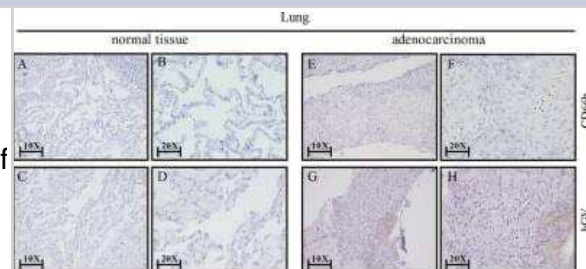 Lung
normal tissue adenocarcinoma
A B E F
10X 20X 10X 20X
f
C D G H
10X 20X 10X 20X